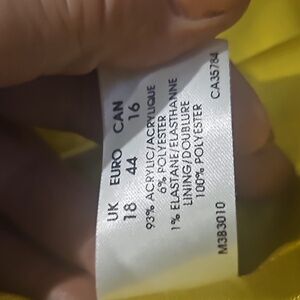 UK EURO CAN
18 44 16
93% ACRYLIC/ACRYLIQUE
6% POLYESTER
1% ELASTANE/ELASTHANNE
LINING/DOUBLURE
100% POLYESTER
M383010 CA35784